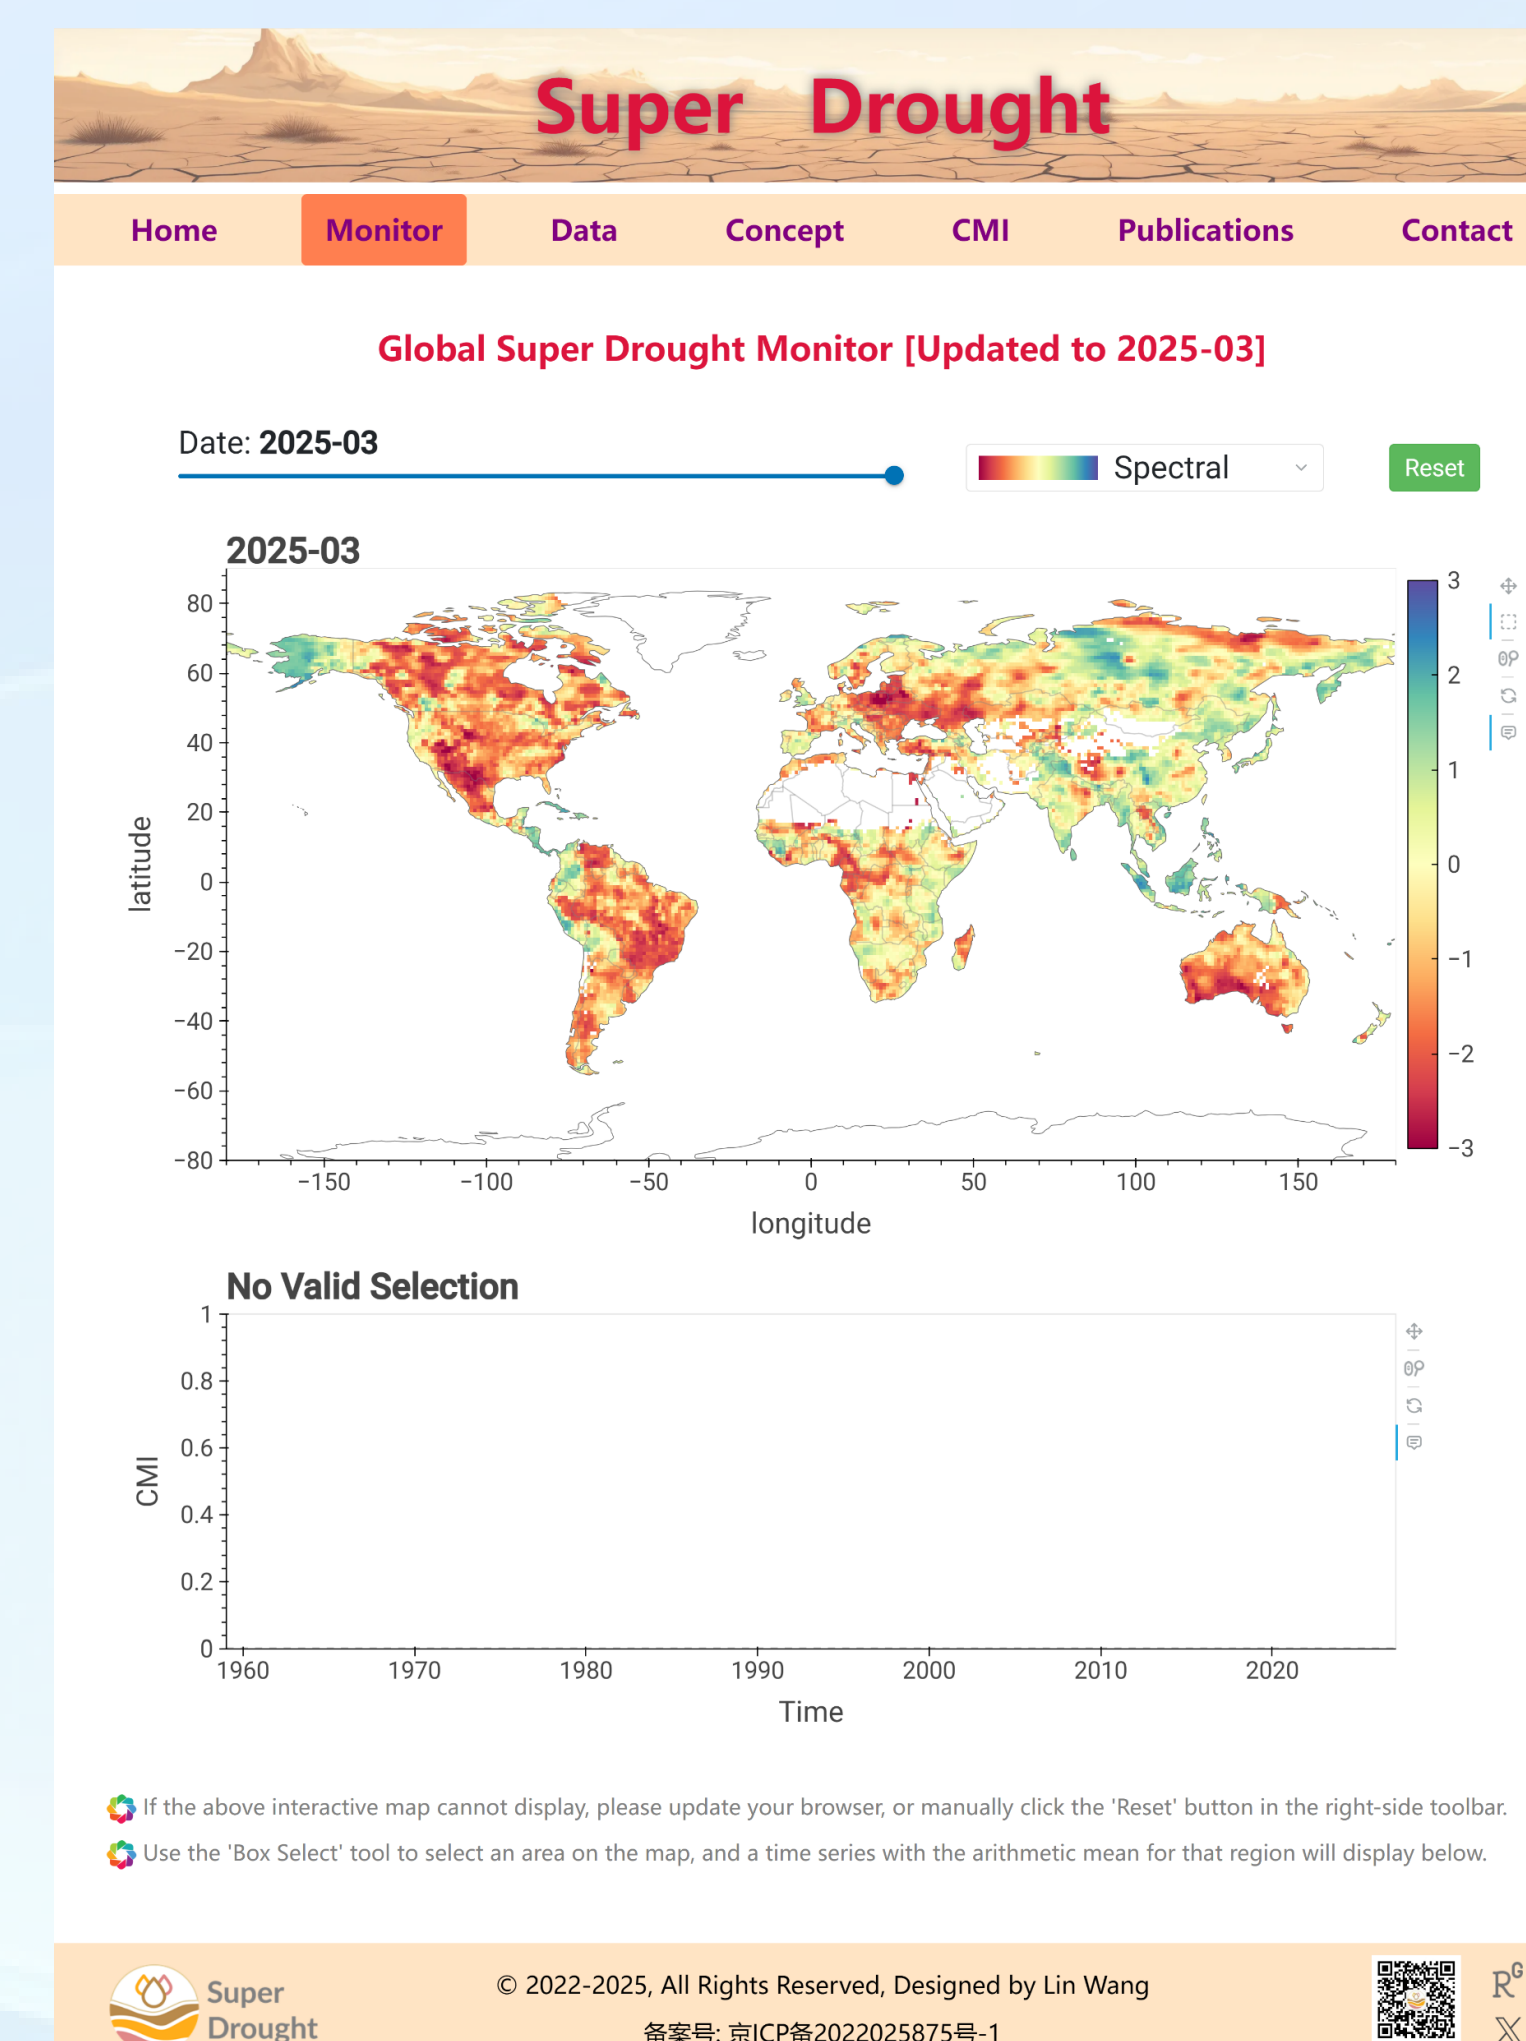 Super Drought
Home Monitor Data Concept CMI Publications Contact
Global Super Drought Monitor [Updated to 2025-03]
Date: 2025-03
Spectral
Reset
2025-03
80
60
40
20
0
−20
−40
−60
−80
latitude
−150 −100 −50 0 50 100 150
longitude
3
2
1
0
−1
−2
−3
No Valid Selection
1
0.8
0.6
0.4
0.2
0
CMI
1960 1970 1980 1990 2000 2010 2020
Time
If the above interactive map cannot display, please update your browser, or manually click the 'Reset' button in the right-side toolbar.
Use the 'Box Select' tool to select an area on the map, and a time series with the arithmetic mean for that region will display below.
Super
Drought
© 2022-2025, All Rights Reserved, Designed by Lin Wang
备案号: 京ICP备2022025875号-1
RG
X